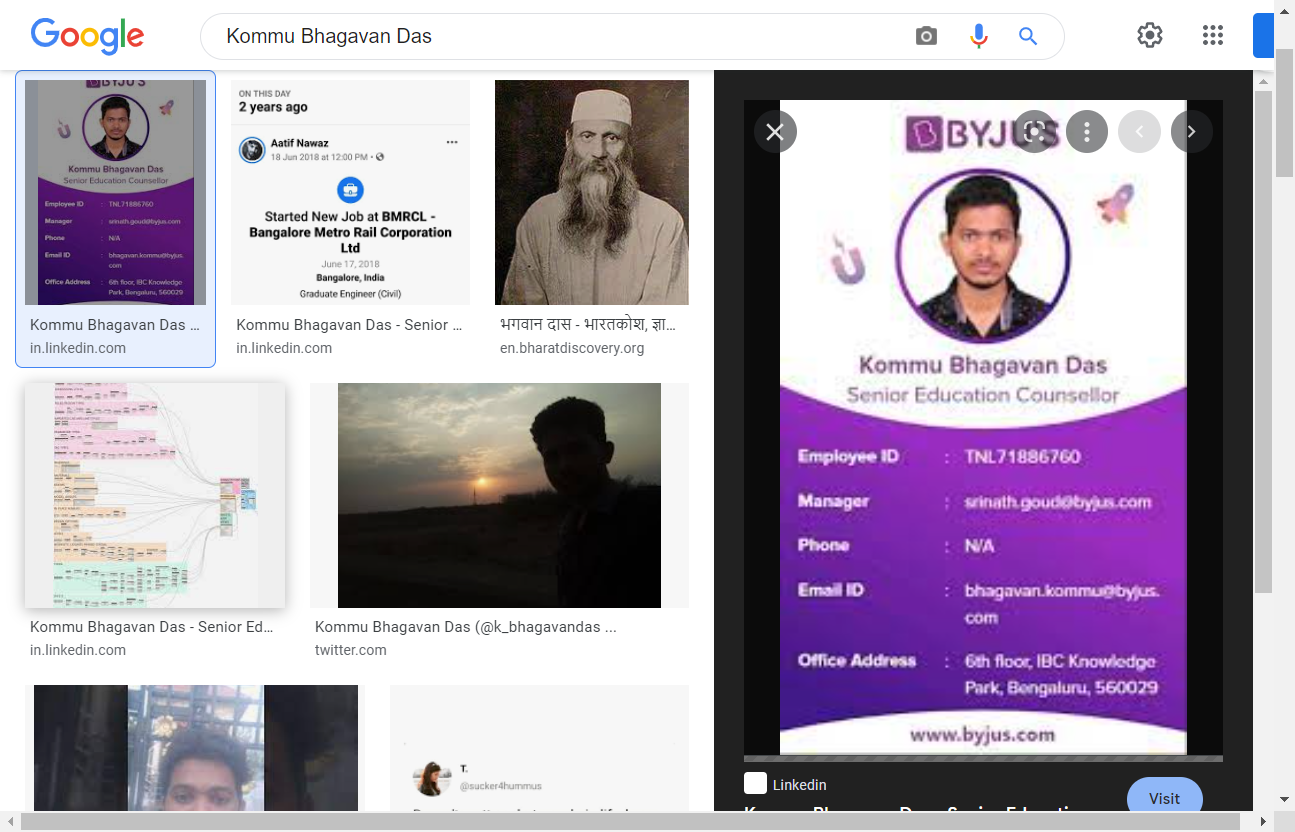 Google
Kommu Bhagavan Das
BYJU'S
Kommu Bhagavan Das
Senior Education Counsellor
Employee ID : TNL71886760
Manager : srinath.goud@byjus.com
Phone : N/A
Email ID : bhagavan.kommu@byjus.
com
Office Address : 6th floor, IBC Knowledge
Park, Bengaluru, 560029
Kommu Bhagavan Das ...
in.linkedin.com
ON THIS DAY
2 years ago
Aatif Nawaz
18 Jun 2018 at 12:00 PM
Started New Job at BMRCL -
Bangalore Metro Rail Corporation
Ltd
June 17, 2018
Bangalore, India
Graduate Engineer (Civil)
Kommu Bhagavan Das - Senior ...
in.linkedin.com
भगवान दास - भारतकोश, ज्ञा...
en.bharatdiscovery.org
Kommu Bhagavan Das - Senior Ed...
in.linkedin.com
Kommu Bhagavan Das (@k_bhagavandas ...
twitter.com
T.
@sucker4hummus
BYJU'S
Kommu Bhagavan Das
Senior Education Counsellor
Employee ID : TNL71886760
Manager : srinath.goud@byjus.com
Phone : N/A
Email ID : bhagavan.kommu@byjus.
com
Office Address : 6th floor, IBC Knowledge
Park, Bengaluru, 560029
www.byjus.com
Linkedin
Visit